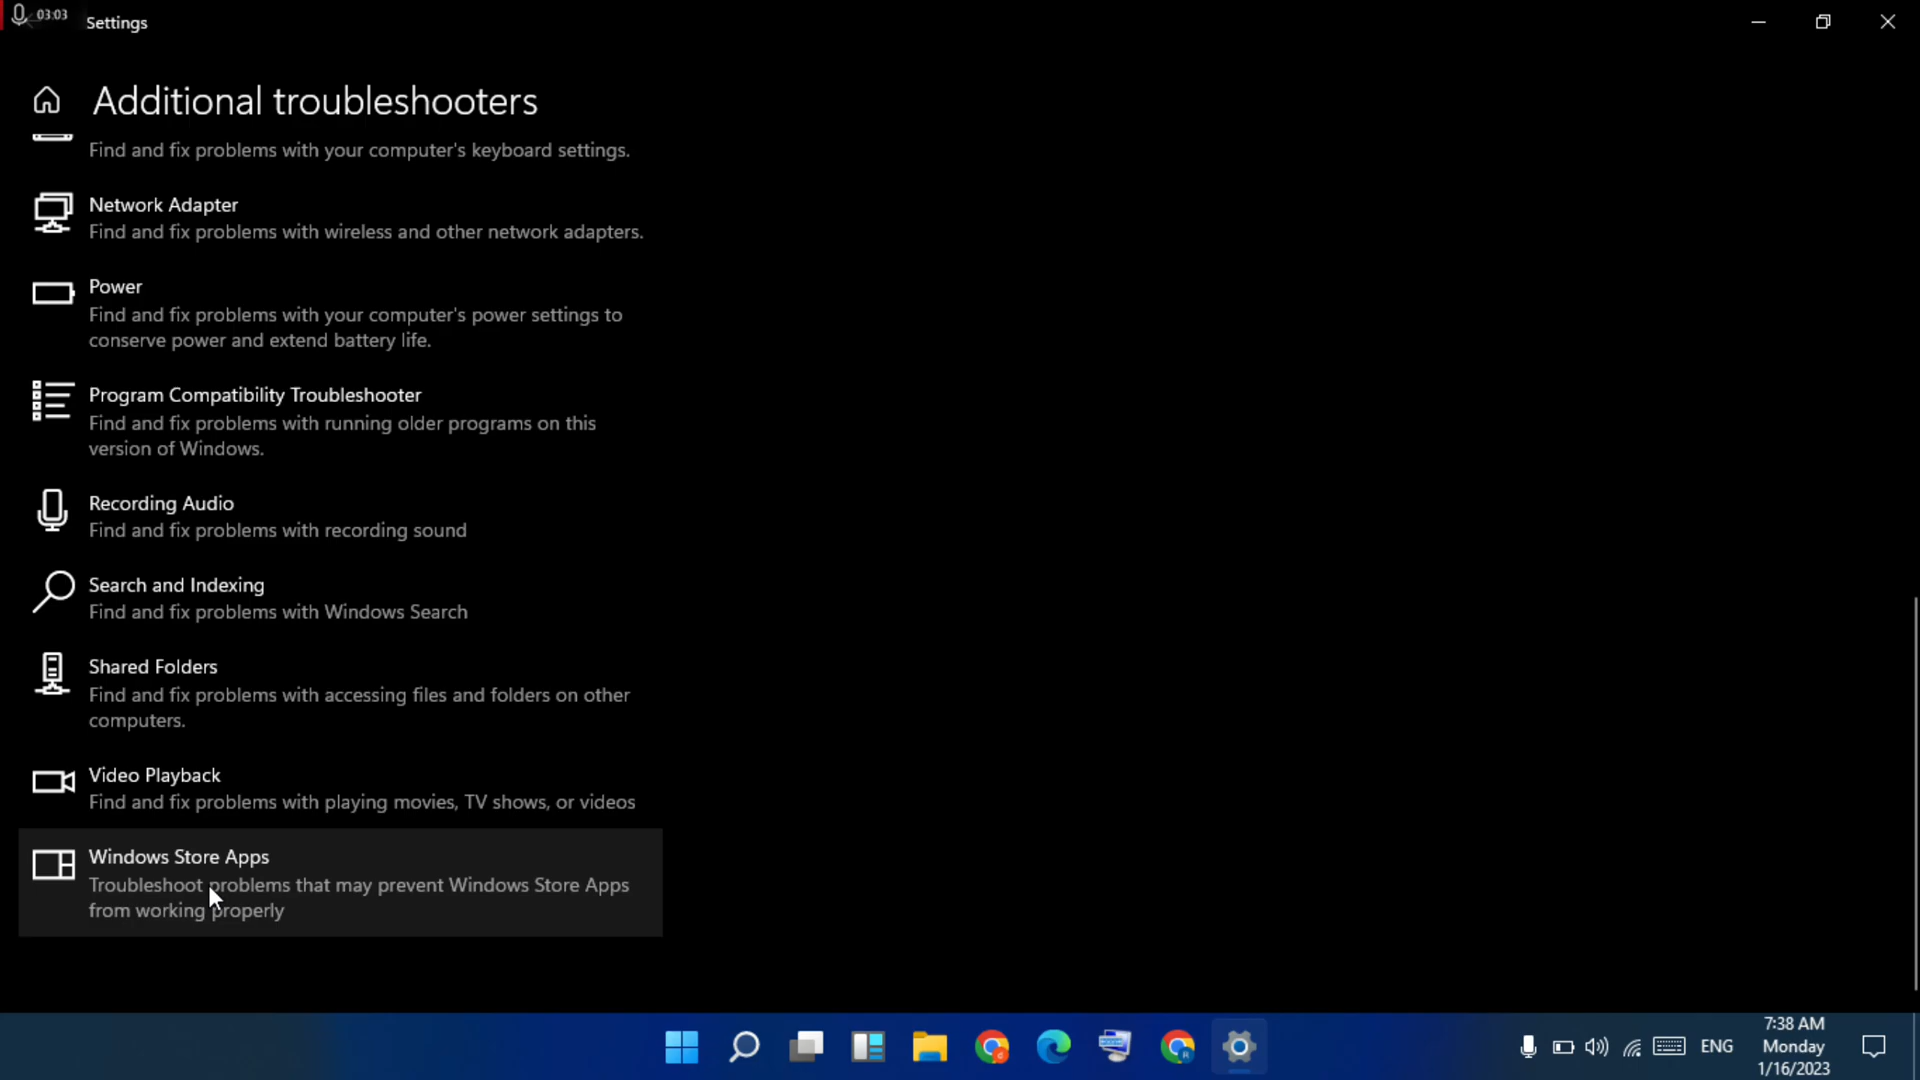 03:03
Settings
Additional troubleshooters
Find and fix problems with your computer's keyboard settings.
Network Adapter
Find and fix problems with wireless and other network adapters.
Power
Find and fix problems with your computer's power settings to
conserve power and extend battery life.
Program Compatibility Troubleshooter
Find and fix problems with running older programs on this
version of Windows.
Recording Audio
Find and fix problems with recording sound
Search and Indexing
Find and fix problems with Windows Search
Shared Folders
Find and fix problems with accessing files and folders on other
computers.
Video Playback
Find and fix problems with playing movies, TV shows, or videos
Windows Store Apps
Troubleshoot problems that may prevent Windows Store Apps
from working properly
ENG
7:38 AM
Monday
1/16/2023